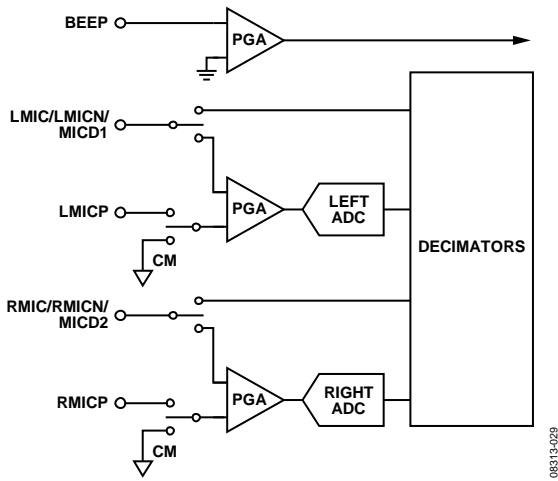 BEEP
PGA
LMIC/LMICN/
MICD1
LMICP
PGA
LEFT
ADC
CM
DECIMATORS
RMIC/RMICN/
MICD2
RMICP
PGA
RIGHT
ADC
CM
08313-029